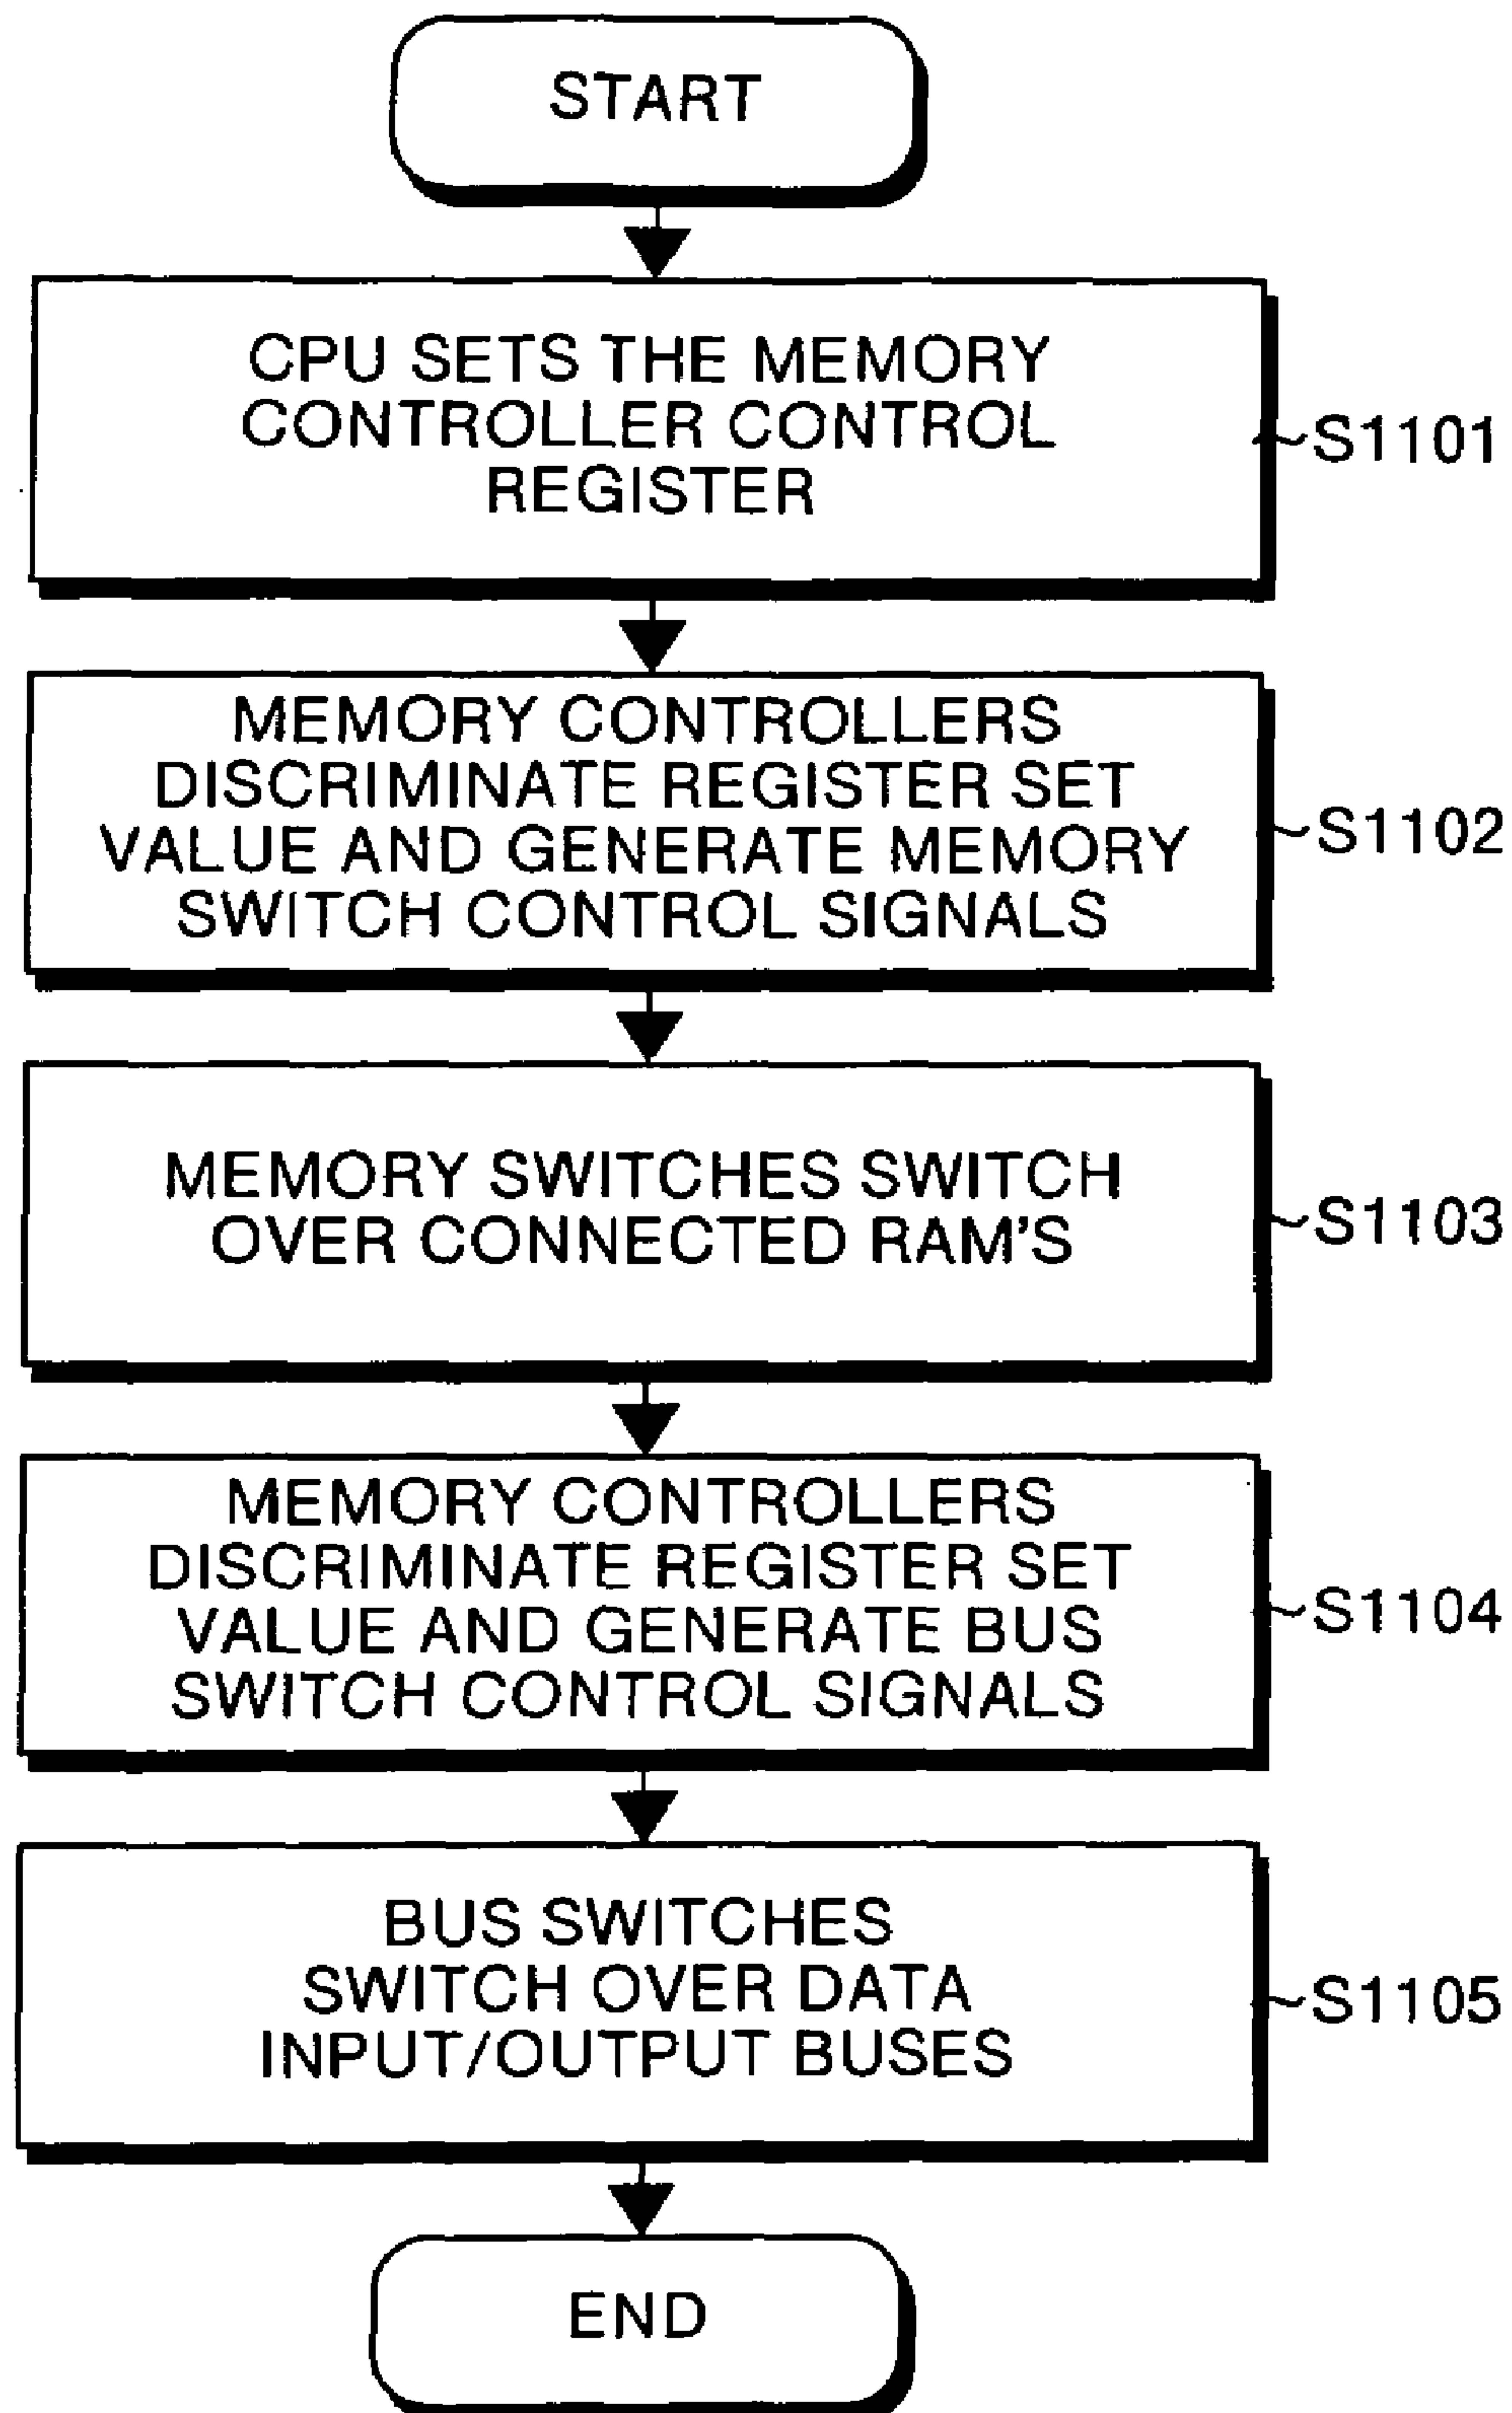 START
CPU SETS THE MEMORY
CONTROLLER CONTROL
REGISTER
S1101
MEMORY CONTROLLERS
DISCRIMINATE REGISTER SET
VALUE AND GENERATE MEMORY
SWITCH CONTROL SIGNALS
S1102
MEMORY SWITCHES SWITCH
OVER CONNECTED RAM'S
S1103
MEMORY CONTROLLERS
DISCRIMINATE REGISTER SET
VALUE AND GENERATE BUS
SWITCH CONTROL SIGNALS
S1104
BUS SWITCHES
SWITCH OVER DATA
INPUT/OUTPUT BUSES
S1105
END